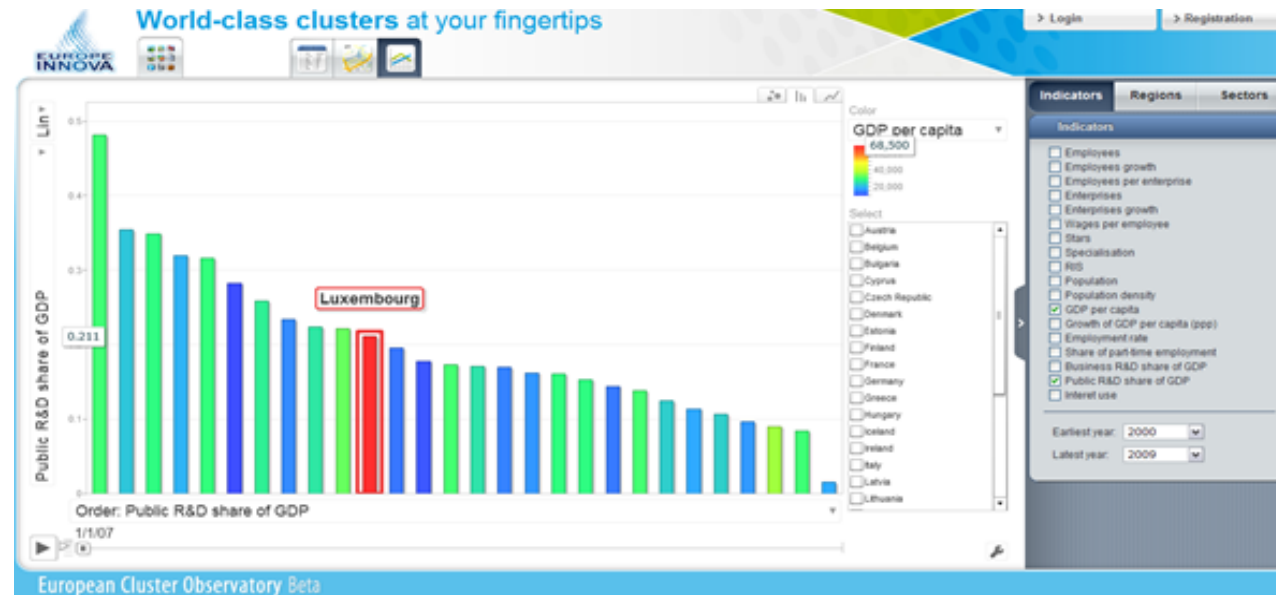 World-class clusters at your fingertips
> Login
> Registration
EUROPE
INNOVA
Indicators
Regions
Sectors
Lin
Color
GDP per capita
68,500
40,000
20,000
Select
Austria
Belgium
Bulgaria
Cyprus
Czech Republic
Denmark
Estonia
Finland
France
Germany
Greece
Hungary
Iceland
Ireland
Italy
Latvia
Lithuania
Public R&D share of GDP
0.5
0.4
0.3
0.211
0.1
0
Luxembourg
Order: Public R&D share of GDP
1/1/07
Indicators
Employees
Employees growth
Employees per enterprise
Enterprises
Enterprises growth
Wages per employee
Stars
Specialisation
RIS
Population
Population density
GDP per capita
Growth of GDP per capita (ppp)
Employment rate
Share of part-time employment
Business R&D share of GDP
Public R&D share of GDP
Interet use
Earliest year: 2000
Latest year: 2009
European Cluster Observatory Beta